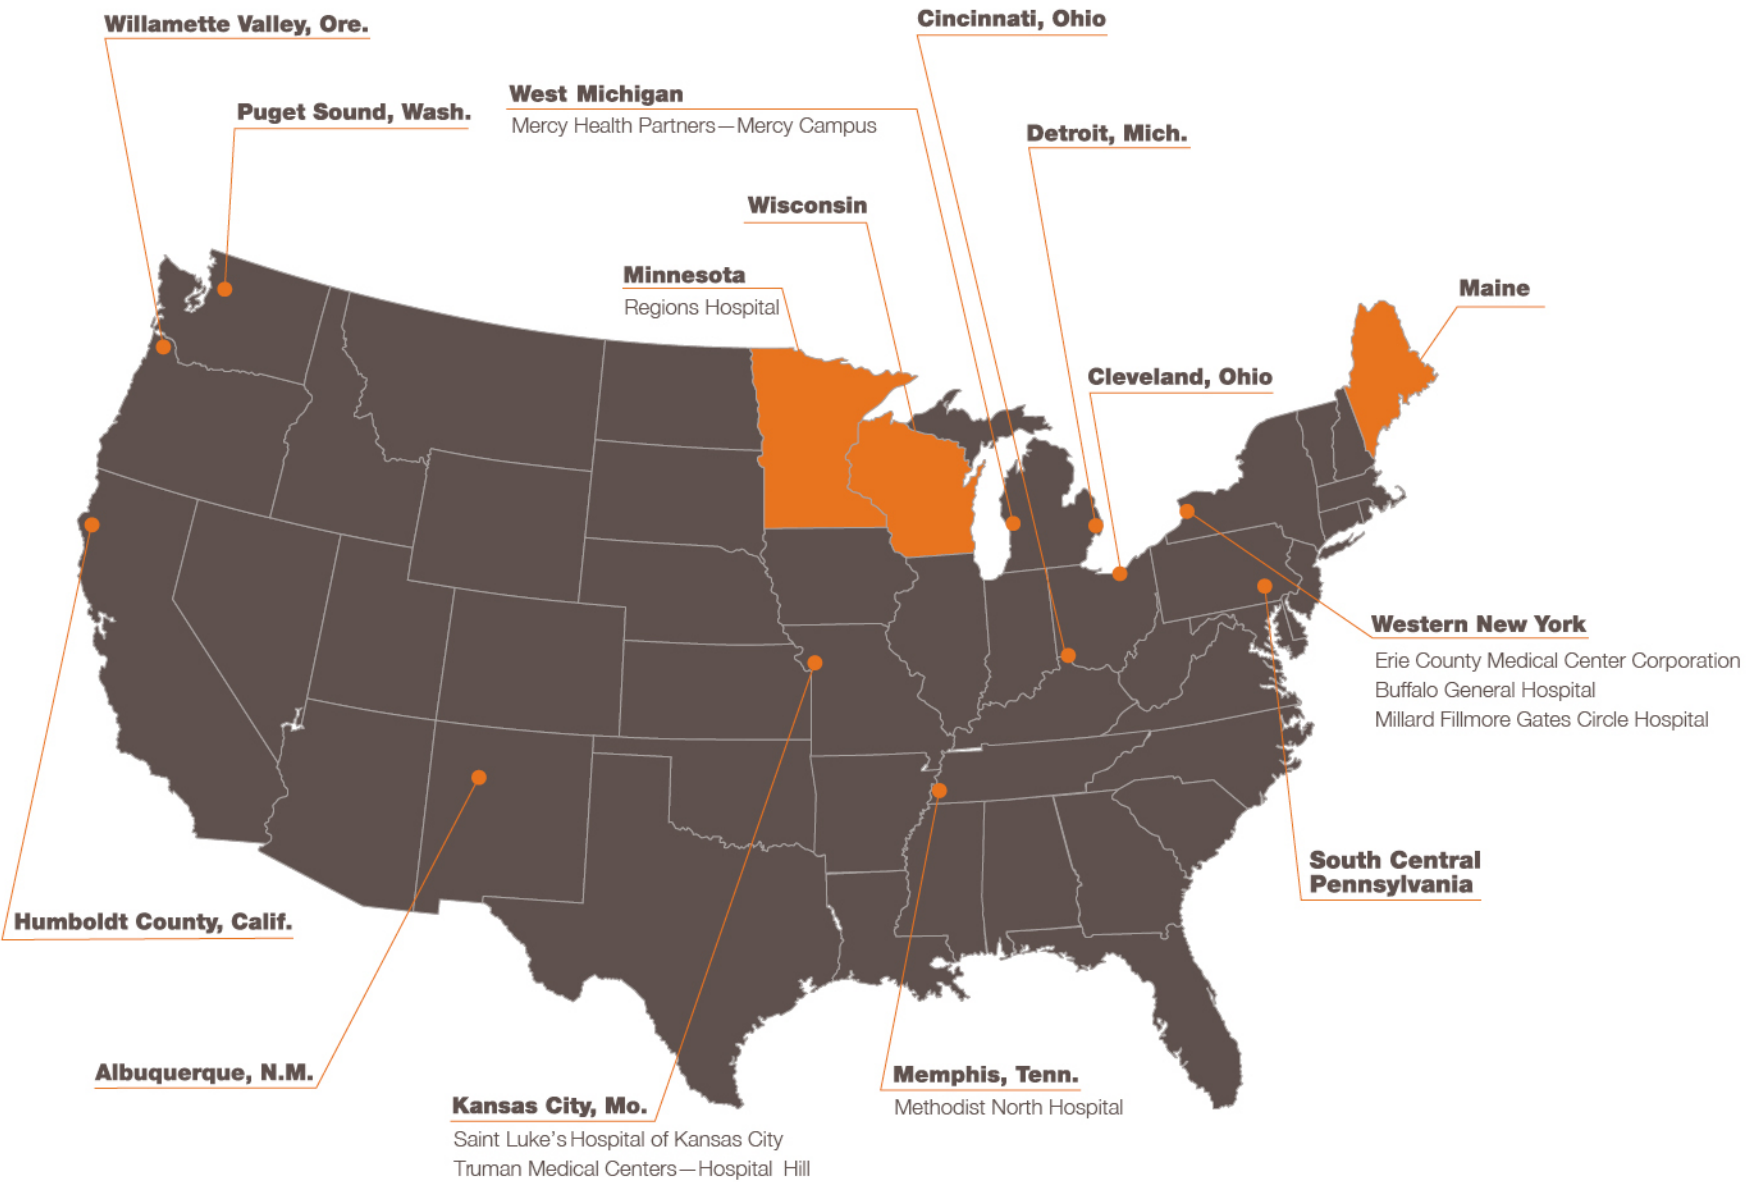 Willamette Valley, Ore.
Cincinnati, Ohio
West Michigan
Mercy Health Partners—Mercy Campus
Puget Sound, Wash.
Detroit, Mich.
Wisconsin
Minnesota
Regions Hospital
Maine
Cleveland, Ohio
Western New York
Erie County Medical Center Corporation
Buffalo General Hospital
Millard Fillmore Gates Circle Hospital
South Central
Pennsylvania
Humboldt County, Calif.
Albuquerque, N.M.
Kansas City, Mo.
Saint Luke's Hospital of Kansas City
Truman Medical Centers—Hospital Hill
Memphis, Tenn.
Methodist North Hospital